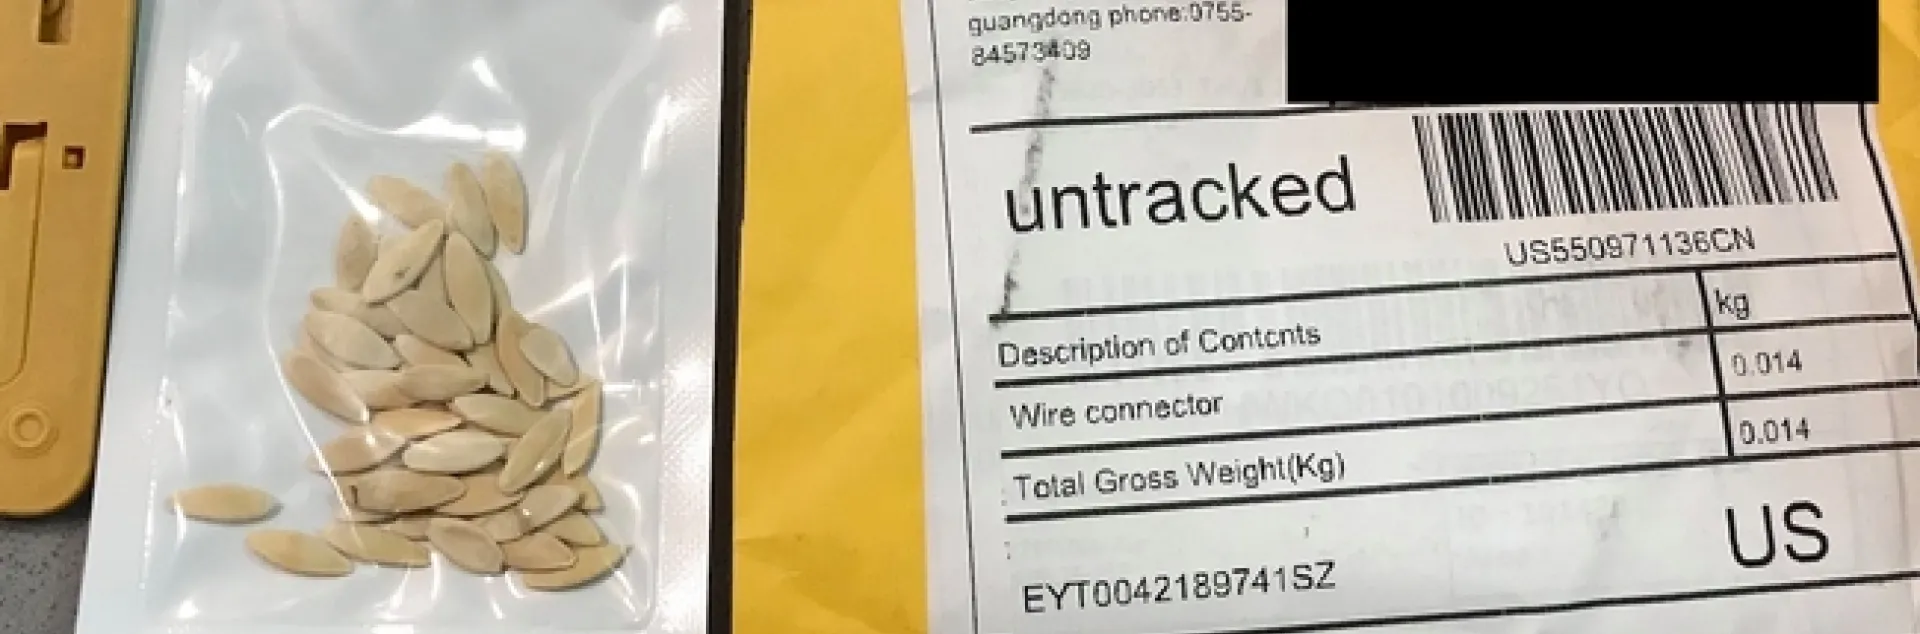 guangdong phone:0755-
84573409
untracked
US550971136CN
Description of Contcnts
kg
Wire connector
0.014
Total Gross Weight(Kg)
0.014
US
EYT0042189741SZ